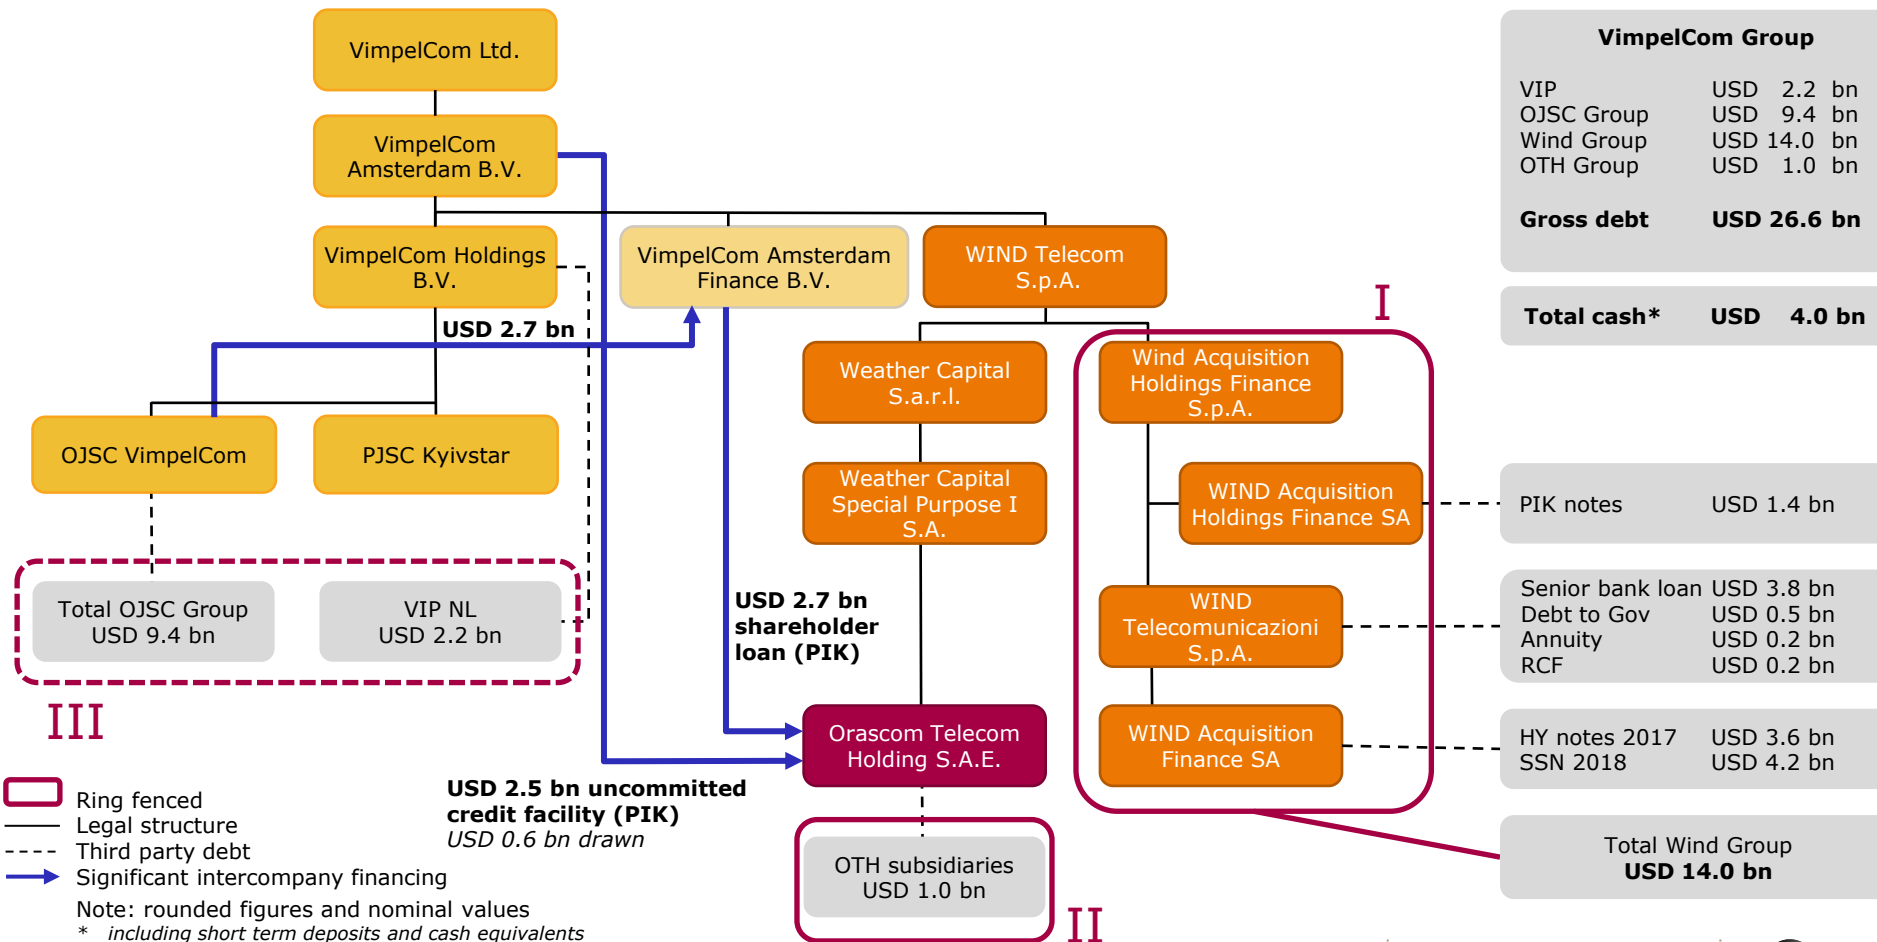 VimpelCom Ltd.
VimpelCom
Amsterdam B.V.
VimpelCom Holdings
B.V.
VimpelCom Amsterdam
Finance B.V.
WIND Telecom
S.p.A.
USD 2.7 bn
OJSC VimpelCom
PJSC Kyivstar
Weather Capital
S.a.r.l.
Weather Capital
Special Purpose I
S.A.
I
Wind Acquisition
Holdings Finance
S.p.A.
WIND Acquisition
Holdings Finance SA
WIND
Telecomunicazioni
S.p.A.
WIND Acquisition
Finance SA
Total OJSC Group
USD 9.4 bn
VIP NL
USD 2.2 bn
III
USD 2.7 bn
shareholder
loan (PIK)
Orascom Telecom
Holding S.A.E.
USD 2.5 bn uncommitted
credit facility (PIK)
USD 0.6 bn drawn
OTH subsidiaries
USD 1.0 bn
II
VimpelCom Group
VIP USD 2.2 bn
OJSC Group USD 9.4 bn
Wind Group USD 14.0 bn
OTH Group USD 1.0 bn
Gross debt USD 26.6 bn
Total cash* USD 4.0 bn
PIK notes USD 1.4 bn
Senior bank loan USD 3.8 bn
Debt to Gov USD 0.5 bn
Annuity USD 0.2 bn
RCF USD 0.2 bn
HY notes 2017 USD 3.6 bn
SSN 2018 USD 4.2 bn
Total Wind Group
USD 14.0 bn
Ring fenced
Legal structure
Third party debt
Significant intercompany financing
Note: rounded figures and nominal values
* including short term deposits and cash equivalents